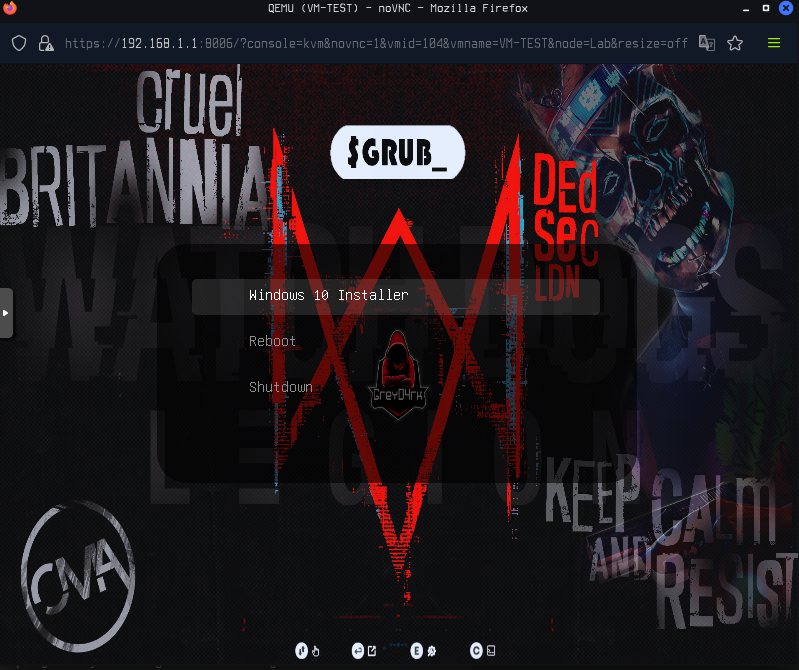 QEMU (VM-TEST) - noVNC - Mozilla Firefox
https://192.168.1.1:8006/?console=kvm&novnc=1&vmid=104&vmname=VM-TEST&node=Lab&resize=off
cruel
BRITANNIA
$GRUB_
DEd
SeC
LDN
WATCH DOGS
LEGION
Windows 10 Installer
Reboot
Shutdown
GreyD4rk
KEEP CALM
AND
RESIST
E
C